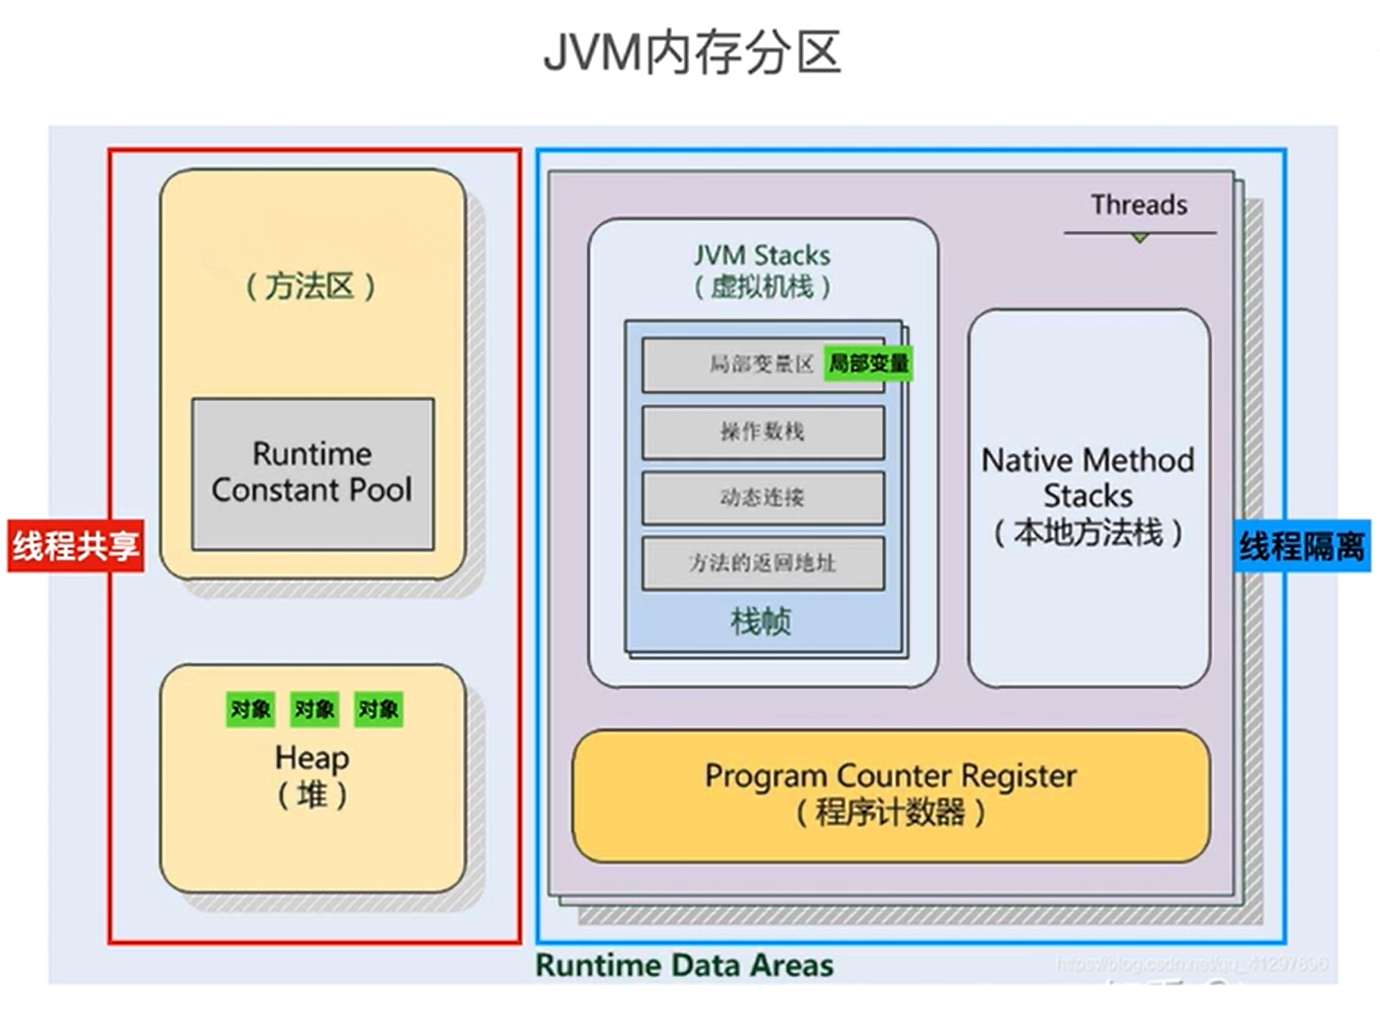 JVM内存分区
（方法区）
Runtime
Constant Pool
线程共享
对象 对象 对象
Heap
（堆）
Threads
JVM Stacks
（虚拟机栈）
局部变量区 局部变量
操作数栈
动态连接
方法的返回地址
栈帧
Native Method
Stacks
（本地方法栈）
线程隔离
Program Counter Register
（程序计数器）
Runtime Data Areas
https://blog.csdn.net/qq_41297896